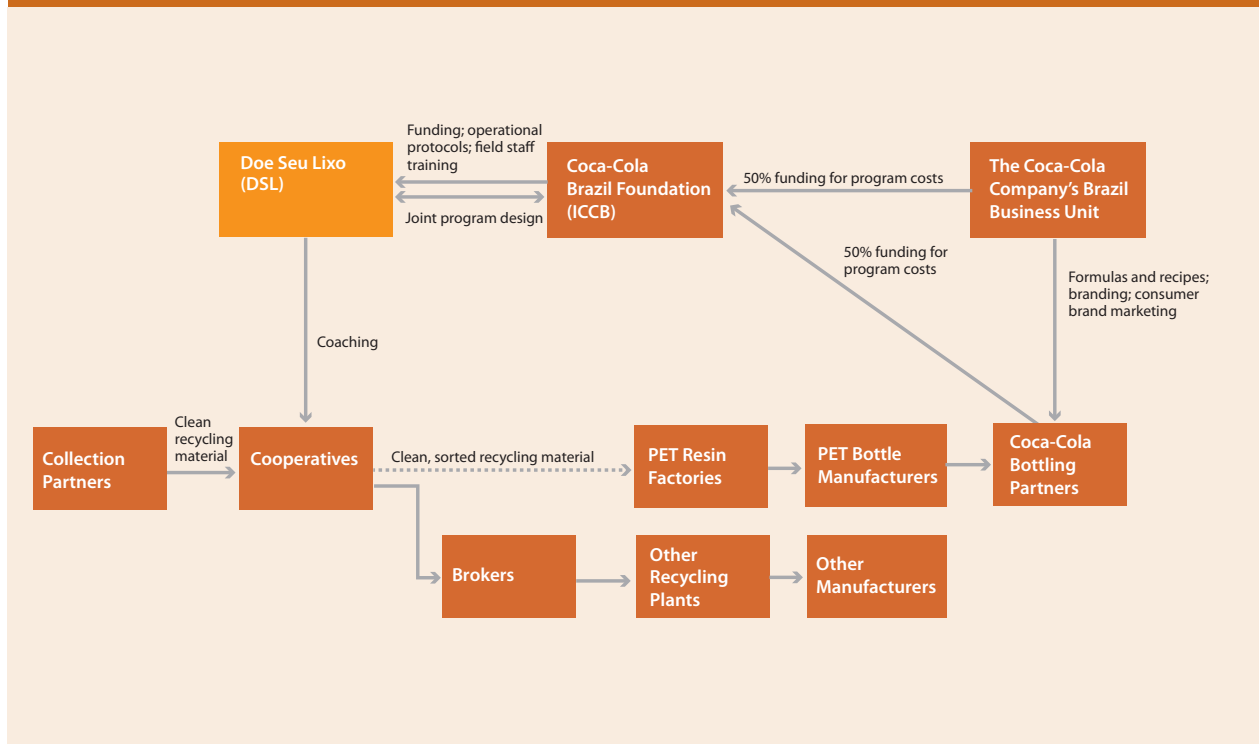 Doe Seu Lixo
(DSL)
Funding; operational
protocols; field staff
training
Joint program design
Coca-Cola
Brazil Foundation
(ICCB)
50% funding for program costs
The Coca-Cola
Company's Brazil
Business Unit
50% funding for
program costs
Formulas and recipes;
branding; consumer
brand marketing
Coaching
Collection
Partners
Clean
recycling
material
Cooperatives
Clean, sorted recycling material
PET Resin
Factories
PET Bottle
Manufacturers
Coca-Cola
Bottling
Partners
Brokers
Other
Recycling
Plants
Other
Manufacturers